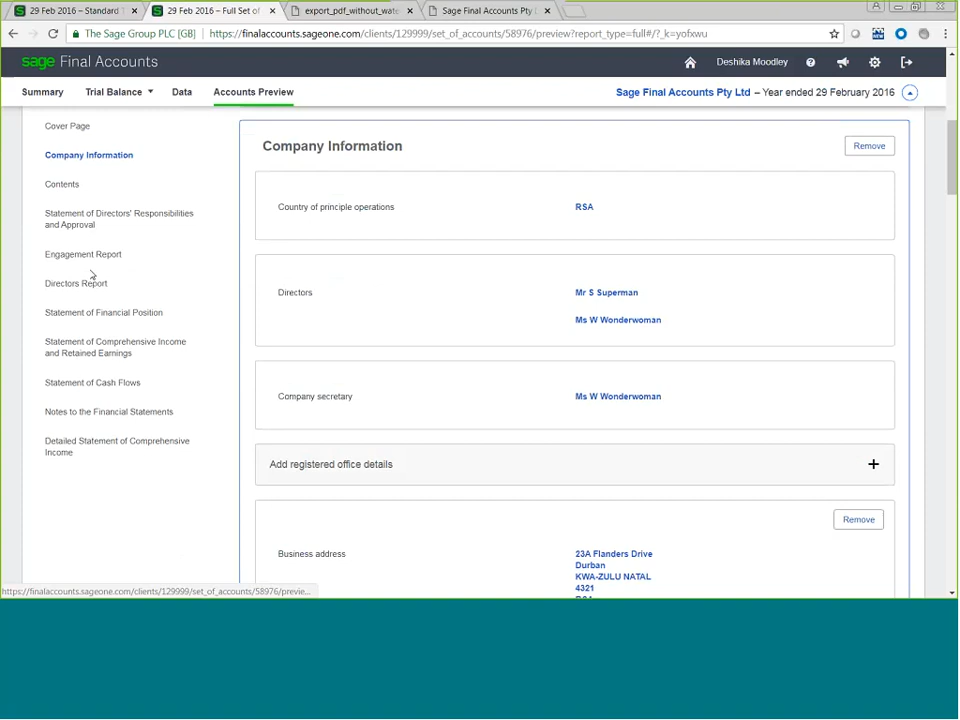 29 Feb 2016 – Standard
29 Feb 2016 – Full Set of
export_pdf_without_wate
Sage Final Accounts Pty L
The Sage Group PLC [GB]
https://finalaccounts.sageone.com/clients/129999/set_of_accounts/58976/preview?report_type=full#/?_k=yofxwu
sage Final Accounts
Deshika Moodley
Summary
Trial Balance
Data
Accounts Preview
Sage Final Accounts Pty Ltd – Year ended 29 February 2016
Cover Page
Company Information
Contents
Statement of Directors' Responsibilities
and Approval
Engagement Report
Directors Report
Statement of Financial Position
Statement of Comprehensive Income
and Retained Earnings
Statement of Cash Flows
Notes to the Financial Statements
Detailed Statement of Comprehensive
Income
Company Information
Remove
Country of principle operations
RSA
Directors
Mr S Superman
Ms W Wonderwoman
Company secretary
Ms W Wonderwoman
Add registered office details
Remove
Business address
23A Flanders Drive
Durban
KWA-ZULU NATAL
4321
https://finalaccounts.sageone.com/clients/129999/set_of_accounts/58976/previe...